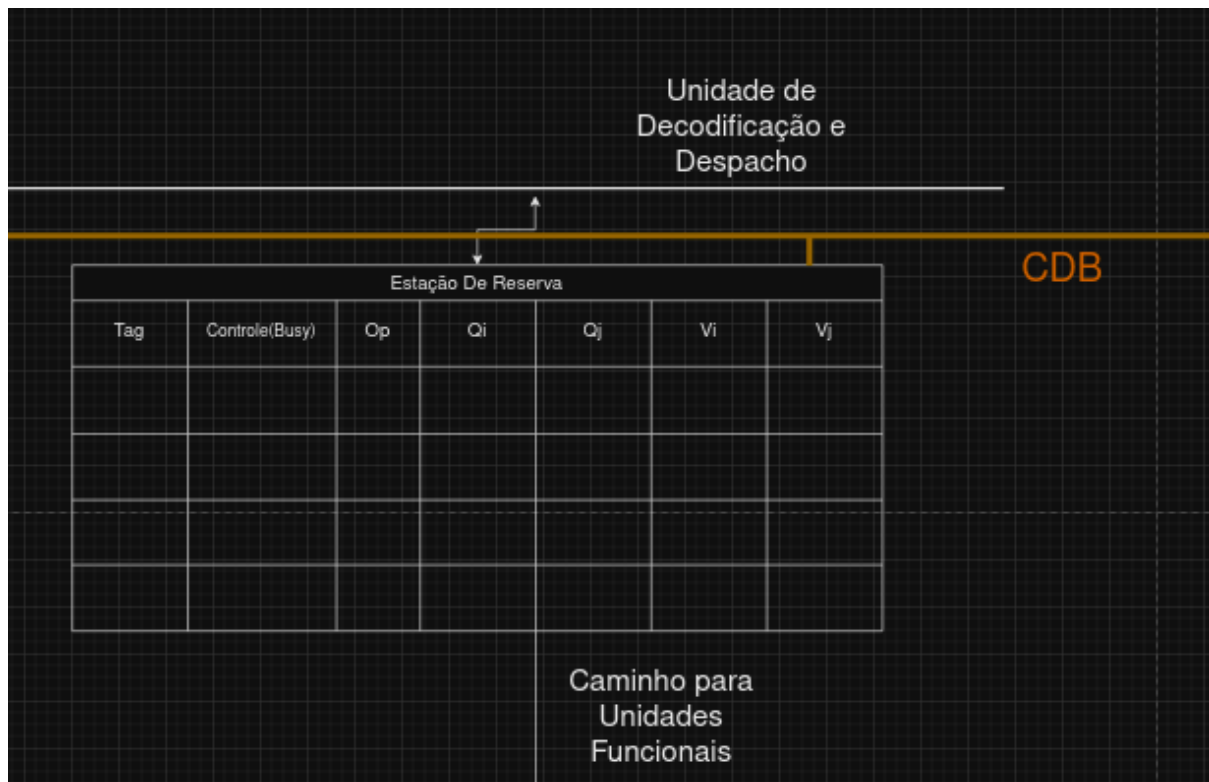 Unidade de
Decodificação e
Despacho
CDB
Estação De Reserva
Tag Controle(Busy) Op Qi Qj Vi Vj
Caminho para
Unidades
Funcionais